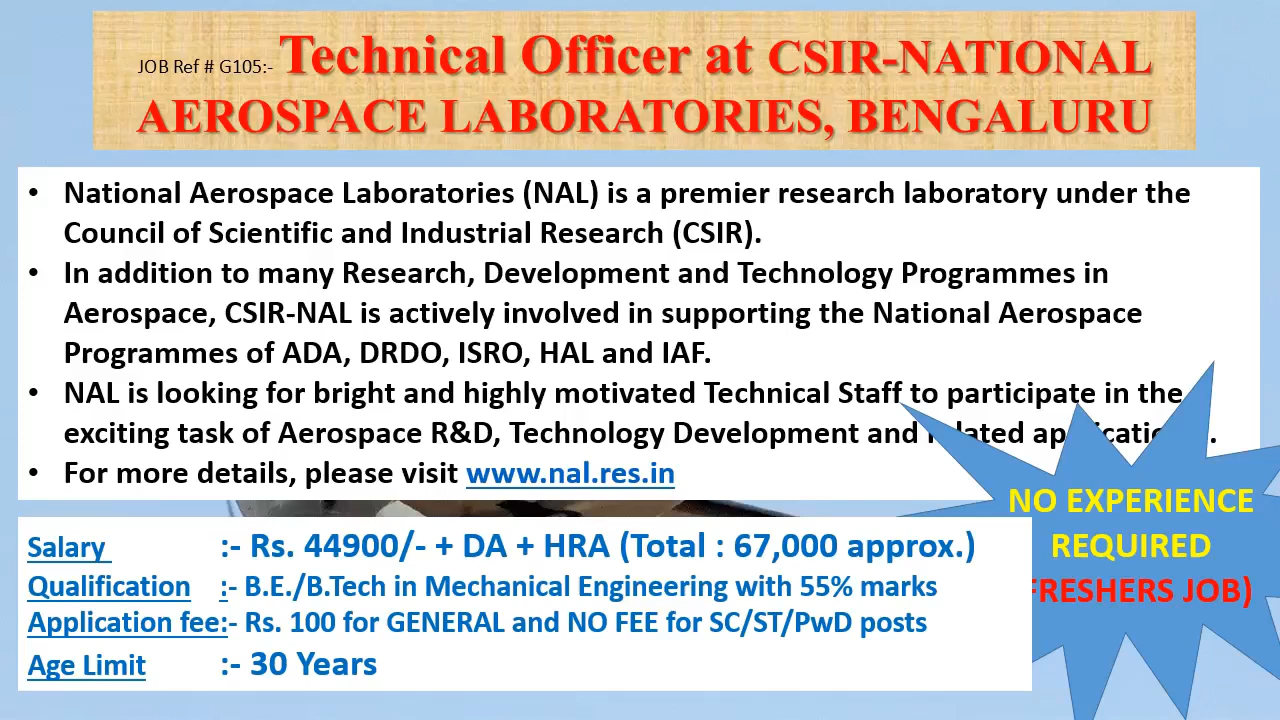 JOB Ref # G105:- Technical Officer at CSIR-NATIONAL
AEROSPACE LABORATORIES, BENGALURU
• National Aerospace Laboratories (NAL) is a premier research laboratory under the
Council of Scientific and Industrial Research (CSIR).
• In addition to many Research, Development and Technology Programmes in
Aerospace, CSIR-NAL is actively involved in supporting the National Aerospace
Programmes of ADA, DRDO, ISRO, HAL and IAF.
• NAL is looking for bright and highly motivated Technical Staff to participate in the
exciting task of Aerospace R&D, Technology Development and
• For more details, please visit www.nal.res.in
NO EXPERIENCE
REQUIRED
FRESHERS JOB)
Salary :- Rs. 44900/- + DA + HRA (Total : 67,000 approx.)
Qualification :- B.E./B.Tech in Mechanical Engineering with 55% marks
Application fee:- Rs. 100 for GENERAL and NO FEE for SC/ST/PwD posts
Age Limit :- 30 Years